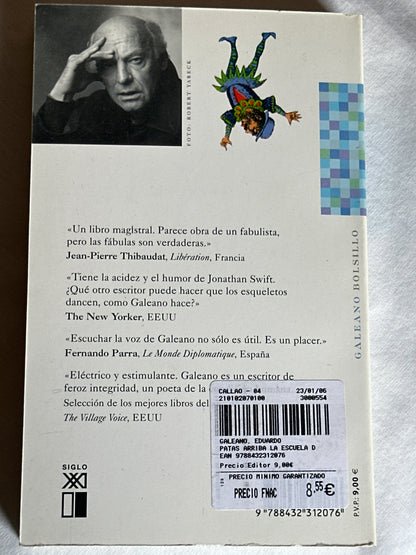 FOTO: ROBERT YABECK
«Un libro magistral. Parece obra de un fabulista,
pero las fábulas son verdaderas.»
Jean-Pierre Thibaudat, Libération, Francia
«Tiene la acidez y el humor de Jonathan Swift.
¿Qué otro escritor puede hacer que los esqueletos
dancen, como Galeano hace?»
The New Yorker, EEUU
«Escuchar la voz de Galeano no sólo es útil. Es un placer.»
Fernando Parra, Le Monde Diplomatique, España
«Eléctrico y estimulante. Galeano es un escritor de
feroz integridad, un poeta de la
Selección de los mejores libros del
The Village Voice, EEUU
GALEANO BOLSILLO
CALLAO - 04 23/01/06
210102070100 3000554
GALEANO, EDUARDO
PATAS ARRIBA LA ESCUELA D
EAN 9788432312076
Precio Editor 9,00€
PRECIO MINIMO GARANTIZADO
PRECIO FNAC 8,55€
9 788432 312076
P.V.P.: 9,00 €
SIGLO
XXI